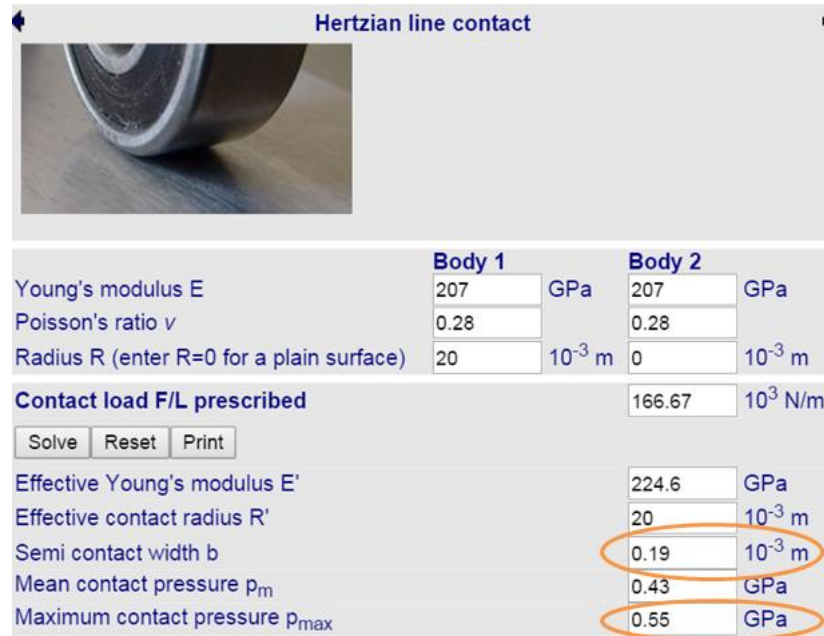 Hertzian line contact
Body 1 Body 2
Young's modulus E 207 GPa 207 GPa
Poisson's ratio v 0.28 0.28
Radius R (enter R=0 for a plain surface) 20 10⁻³ m 0 10⁻³ m
Contact load F/L prescribed 166.67 10³ N/m
Solve Reset Print
Effective Young's modulus E' 224.6 GPa
Effective contact radius R' 20 10⁻³ m
Semi contact width b 0.19 10⁻³ m
Mean contact pressure pm 0.43 GPa
Maximum contact pressure pmax 0.55 GPa